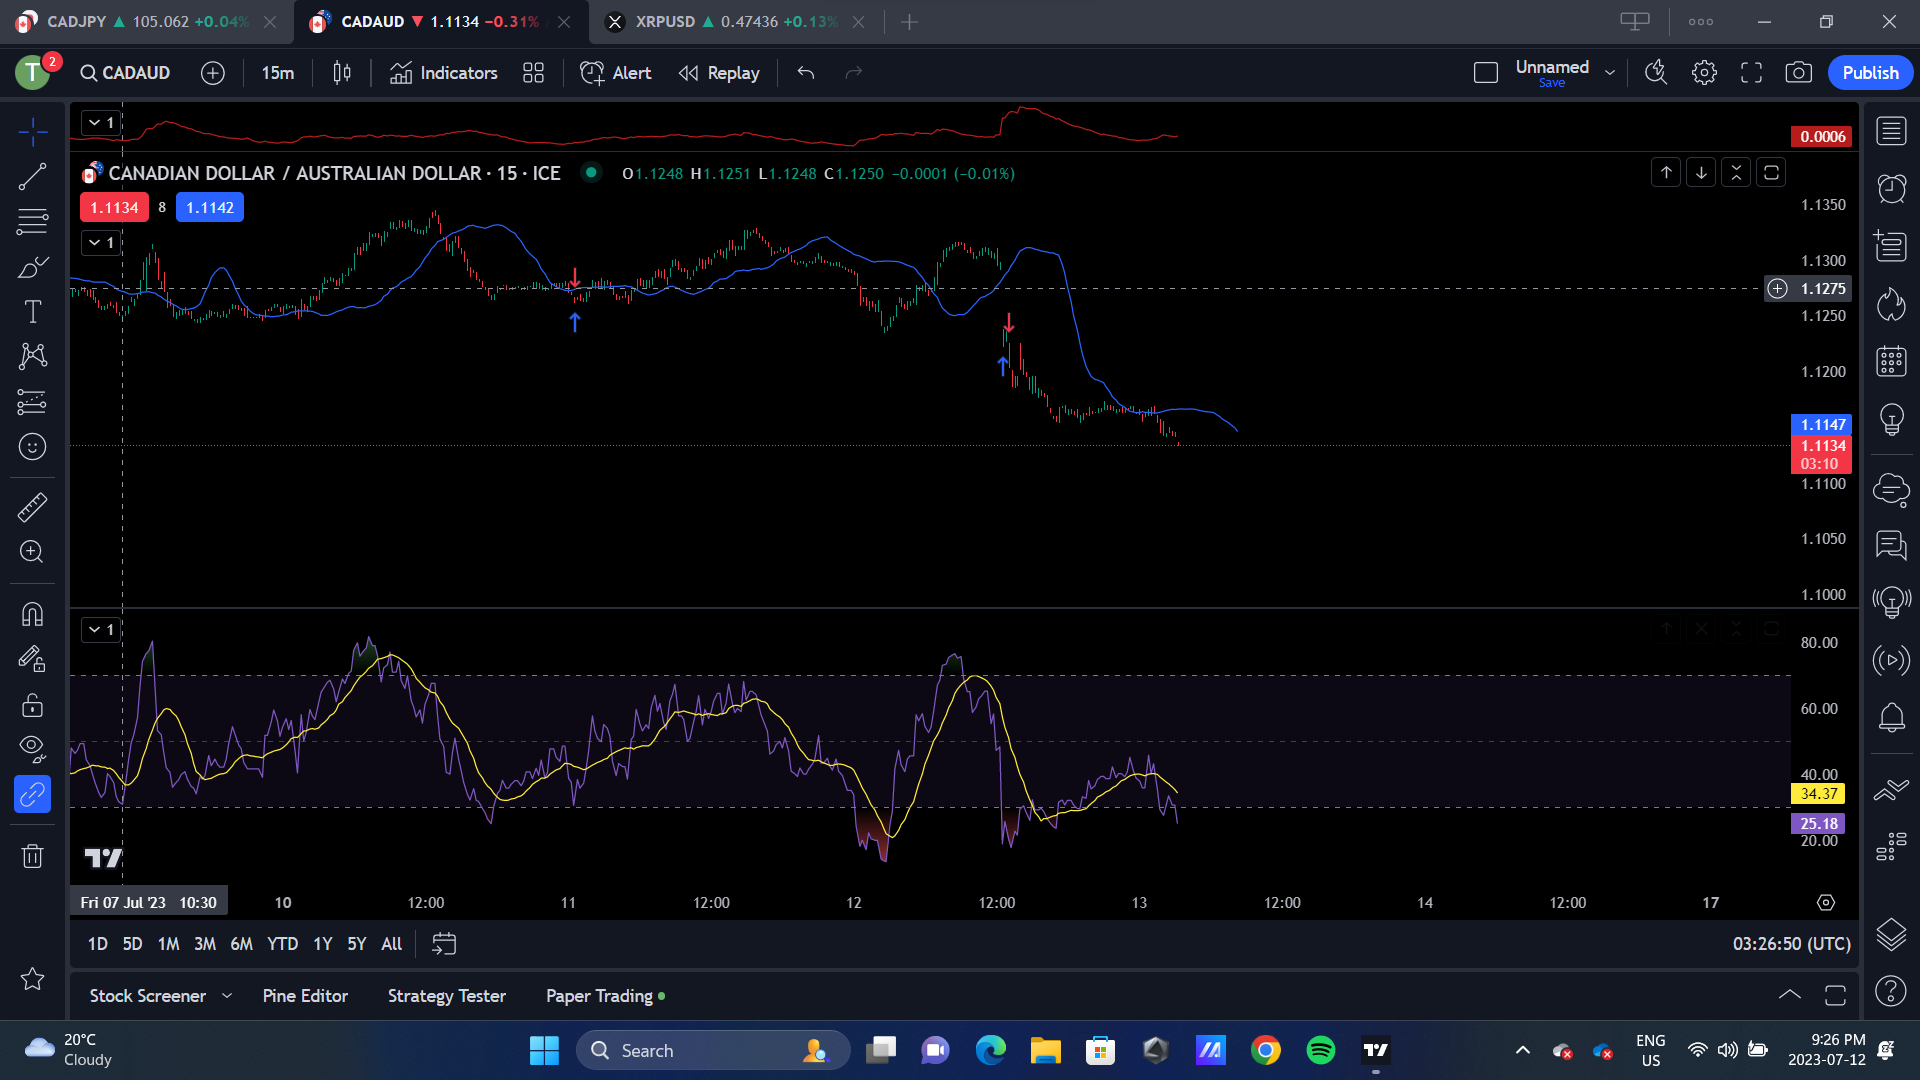 CADJPY ▲ 105.062 +0.04%
CADAUD ▼ 1.1134 −0.31%
XRPUSD ▲ 0.47436 +0.13%
T 2
CADAUD
15m
Indicators
Alert
Replay
Unnamed
Save
Publish
1
0.0006
CANADIAN DOLLAR / AUSTRALIAN DOLLAR · 15 · ICE
O1.1248 H1.1251 L1.1248 C1.1250 −0.0001 (−0.01%)
1.1134 8 1.1142
1
1.1350
1.1300
1.1275
1.1250
1.1200
1.1147
1.1134
03:10
1.1100
1.1050
1.1000
1
80.00
60.00
40.00
34.37
25.18
20.00
Fri 07 Jul '23 10:30 10 12:00 11 12:00 12 12:00 13 12:00 14 12:00 17
1D 5D 1M 3M 6M YTD 1Y 5Y All
03:26:50 (UTC)
Stock Screener Pine Editor Strategy Tester Paper Trading
20°C
Cloudy
Search
ENG
US
9:26 PM
2023-07-12